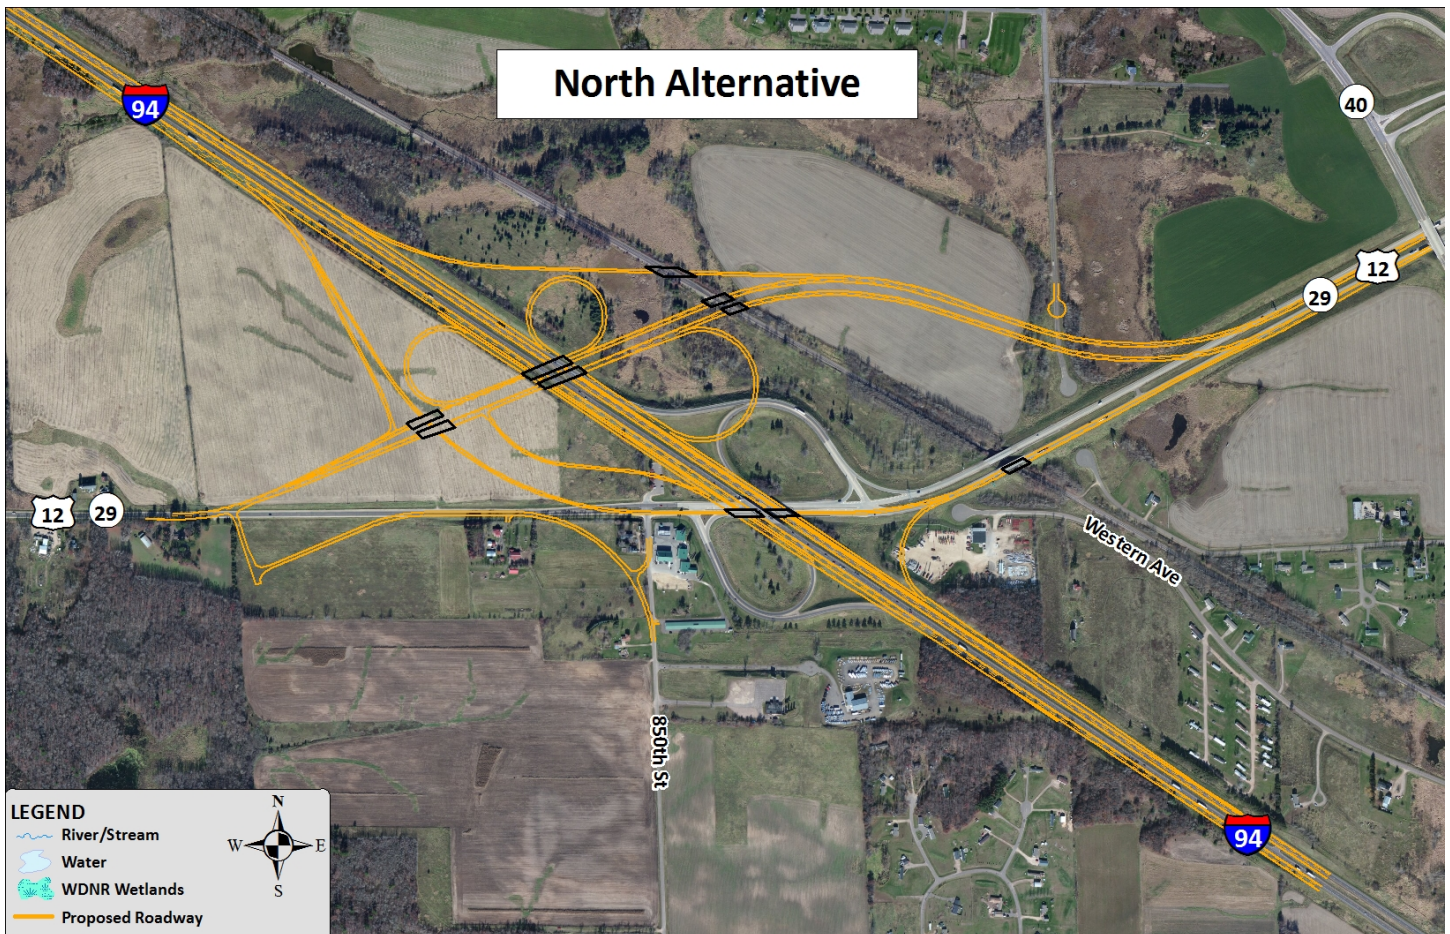 North Alternative
94
40
12
29
12
29
Western Ave
850th St
94
LEGEND
River/Stream
Water
WDNR Wetlands
Proposed Roadway
N
W
E
S